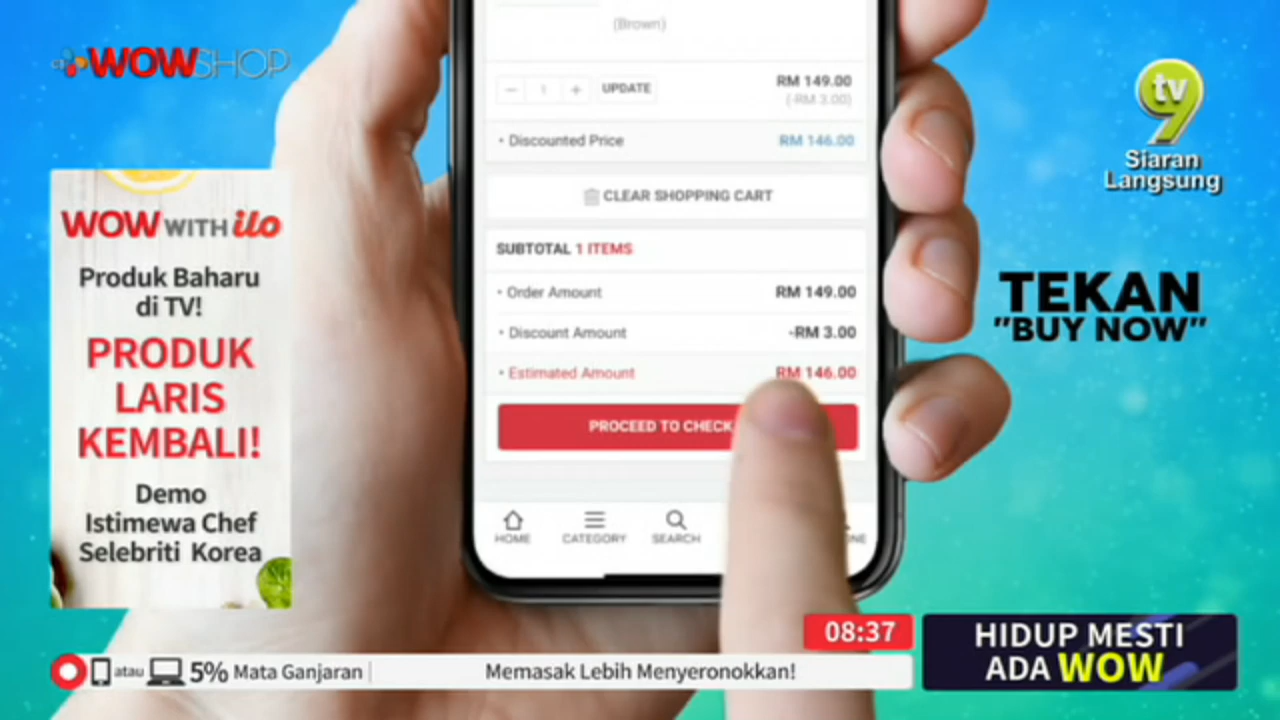 WOWSHOP
tv9
Siaran
Langsung
(Brown)
1 UPDATE RM 149.00
(-RM 3.00)
• Discounted Price RM 146.00
CLEAR SHOPPING CART
SUBTOTAL 1 ITEMS
• Order Amount RM 149.00
• Discount Amount -RM 3.00
• Estimated Amount RM 146.00
PROCEED TO CHECK
HOME CATEGORY SEARCH
WOW WITH ilo
Produk Baharu
di TV!
PRODUK
LARIS
KEMBALI!
Demo
Istimewa Chef
Selebriti Korea
TEKAN
"BUY NOW"
08:37
HIDUP MESTI
ADA WOW
atau 5% Mata Ganjaran | Memasak Lebih Menyeronokkan!